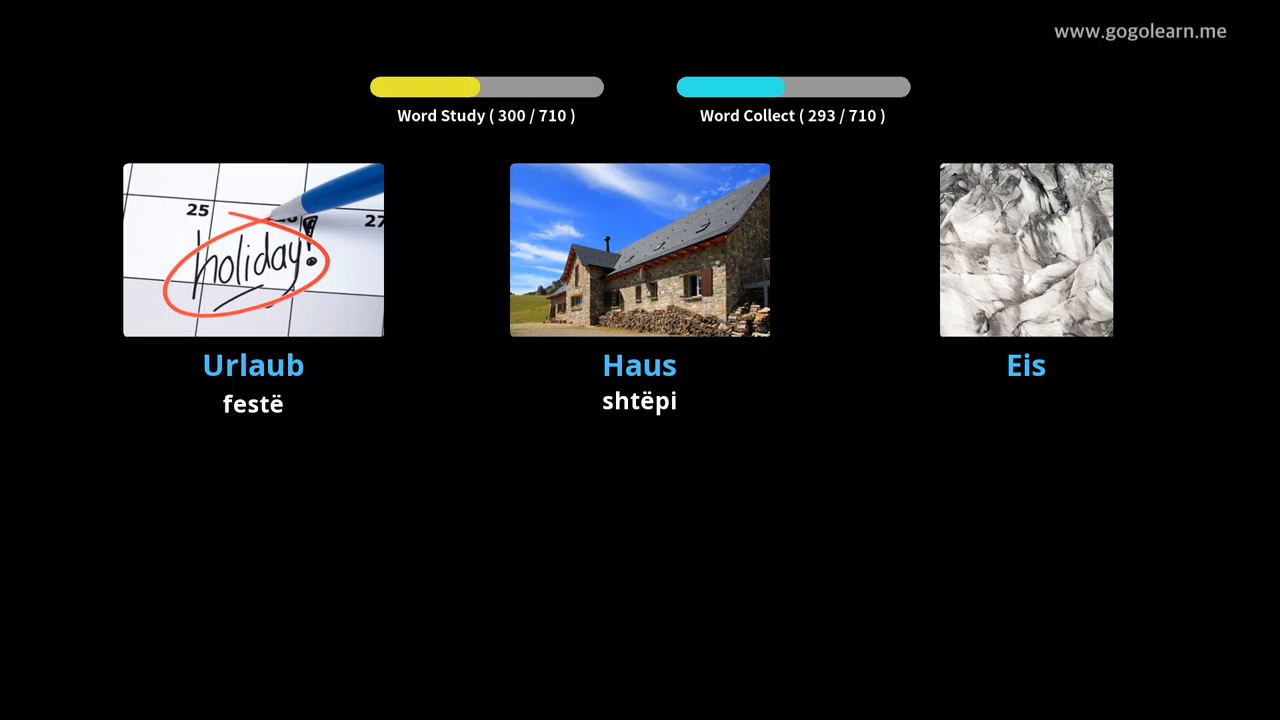 www.gogolearn.me
Word Study ( 300 / 710 )
Word Collect ( 293 / 710 )
25
27
holiday!
Urlaub
Haus
Eis
festë
shtëpi